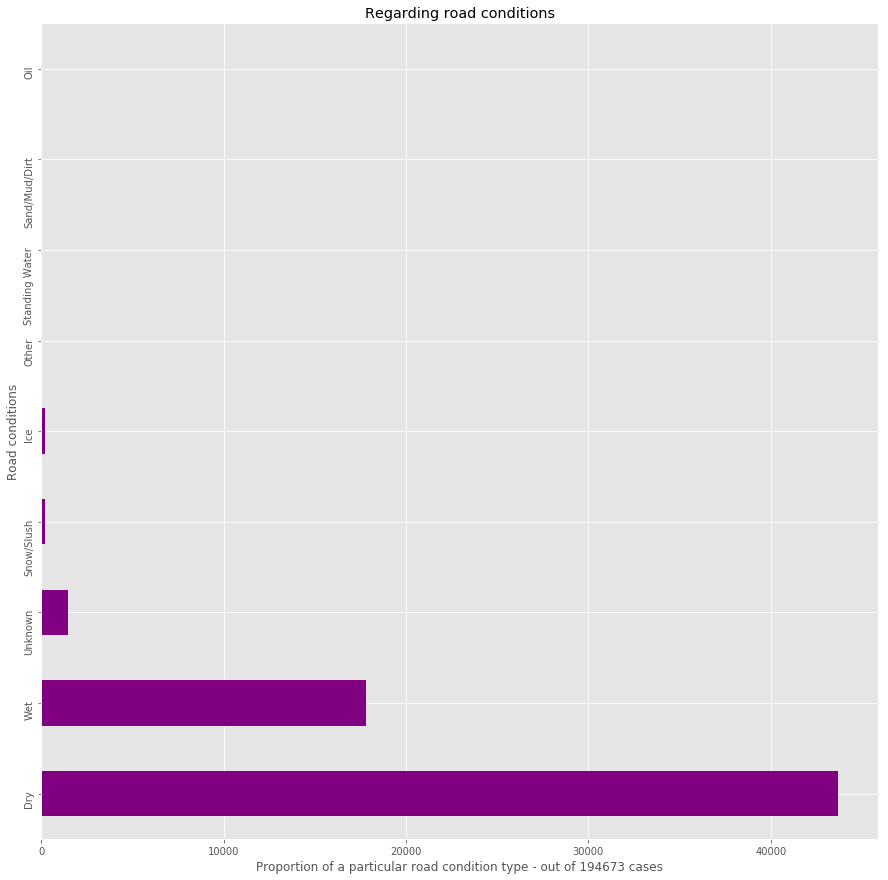 Regarding road conditions
Road conditions
Oil
Sand/Mud/Dirt
Standing Water
Other
Ice
Snow/Slush
Unknown
Wet
Dry
0 10000 20000 30000 40000
Proportion of a particular road condition type - out of 194673 cases